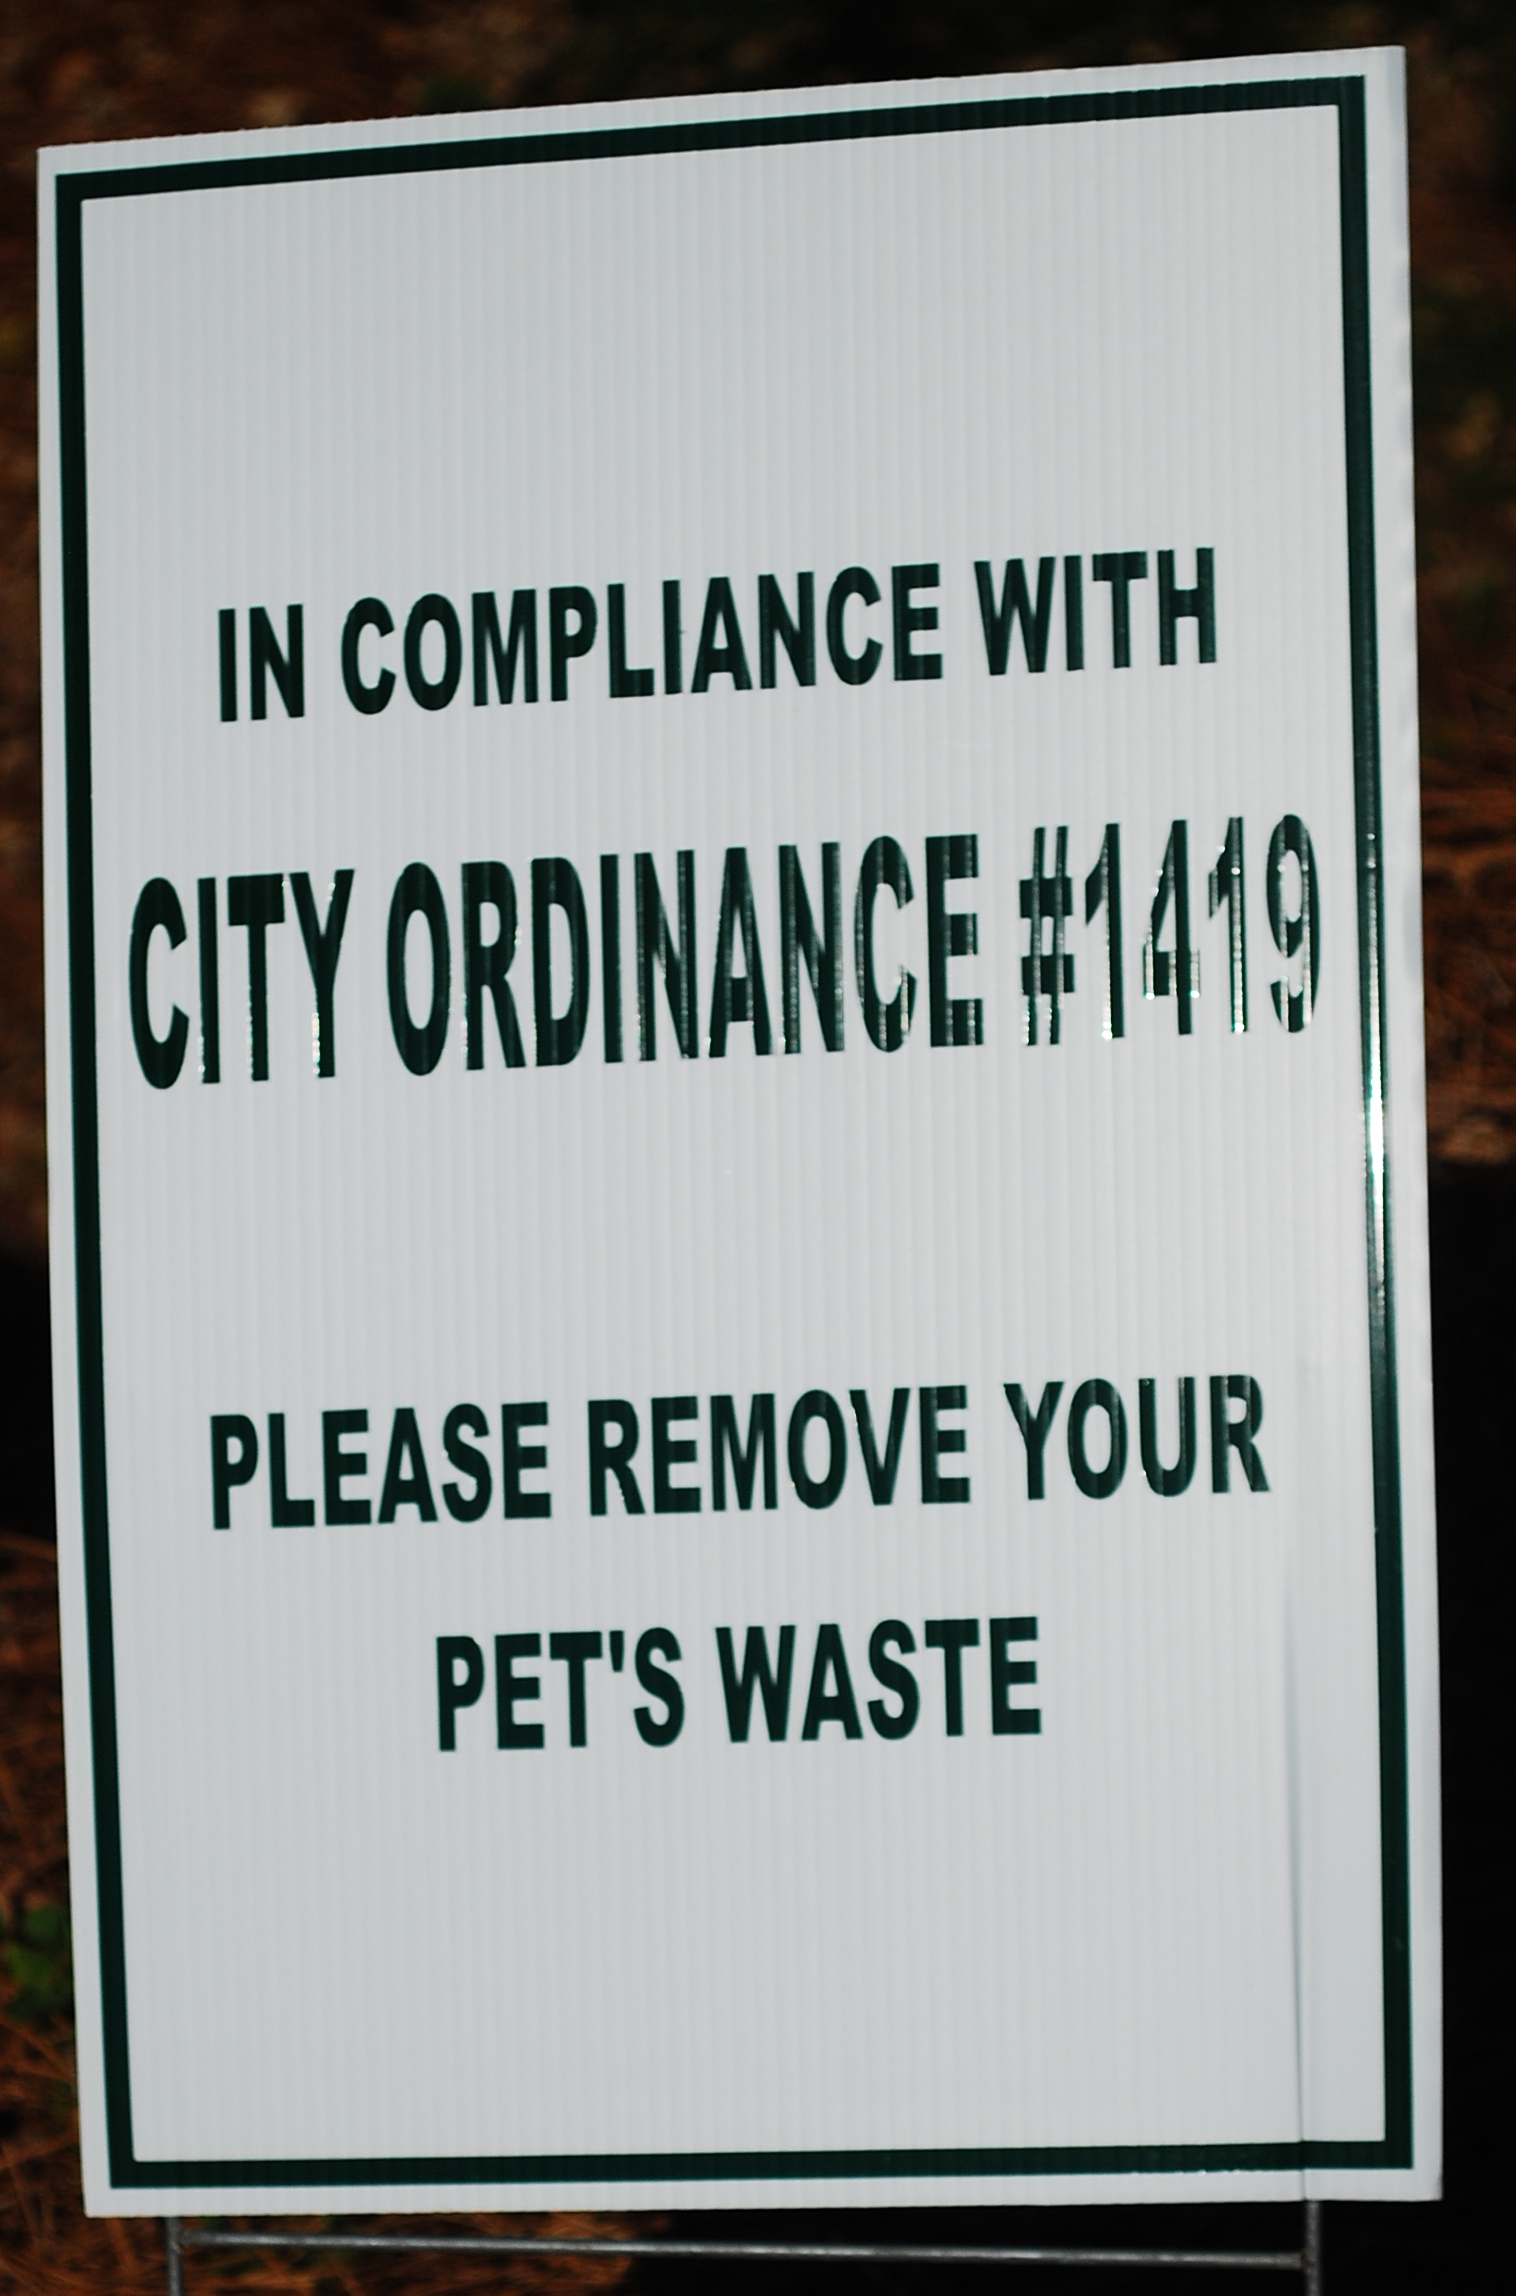 IN COMPLIANCE WITH
CITY ORDINANCE #1419
PLEASE REMOVE YOUR
PET'S WASTE